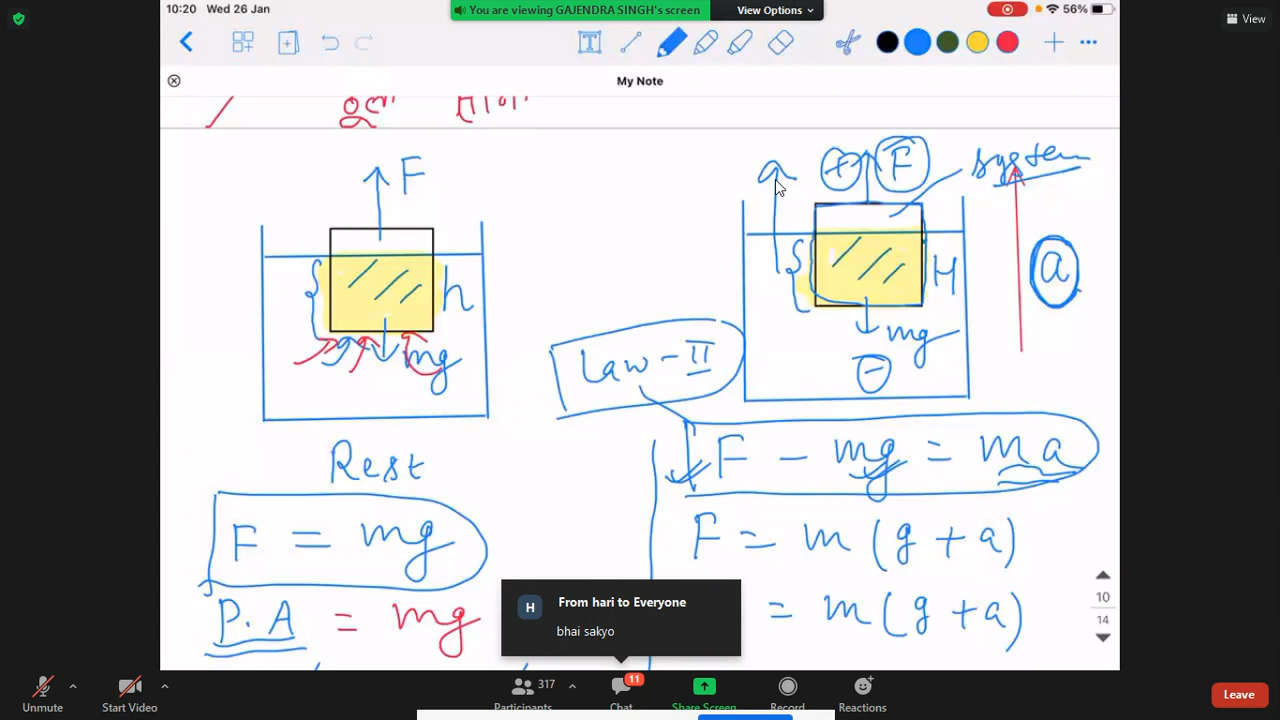 10:20 Wed 26 Jan
You are viewing GAJENDRA SINGH's screen
View Options
56%
View
My Note
F
h
mg
Rest
F = mg
P.A = mg
+ F
system
H
a
mg
−
Law - II
F - mg = ma
F = m(g + a)
= m(g + a)
H
From hari to Everyone
bhai sakyo
10
14
Unmute
Start Video
317
Participants
11
Chat
Share Screen
Record
Reactions
Leave